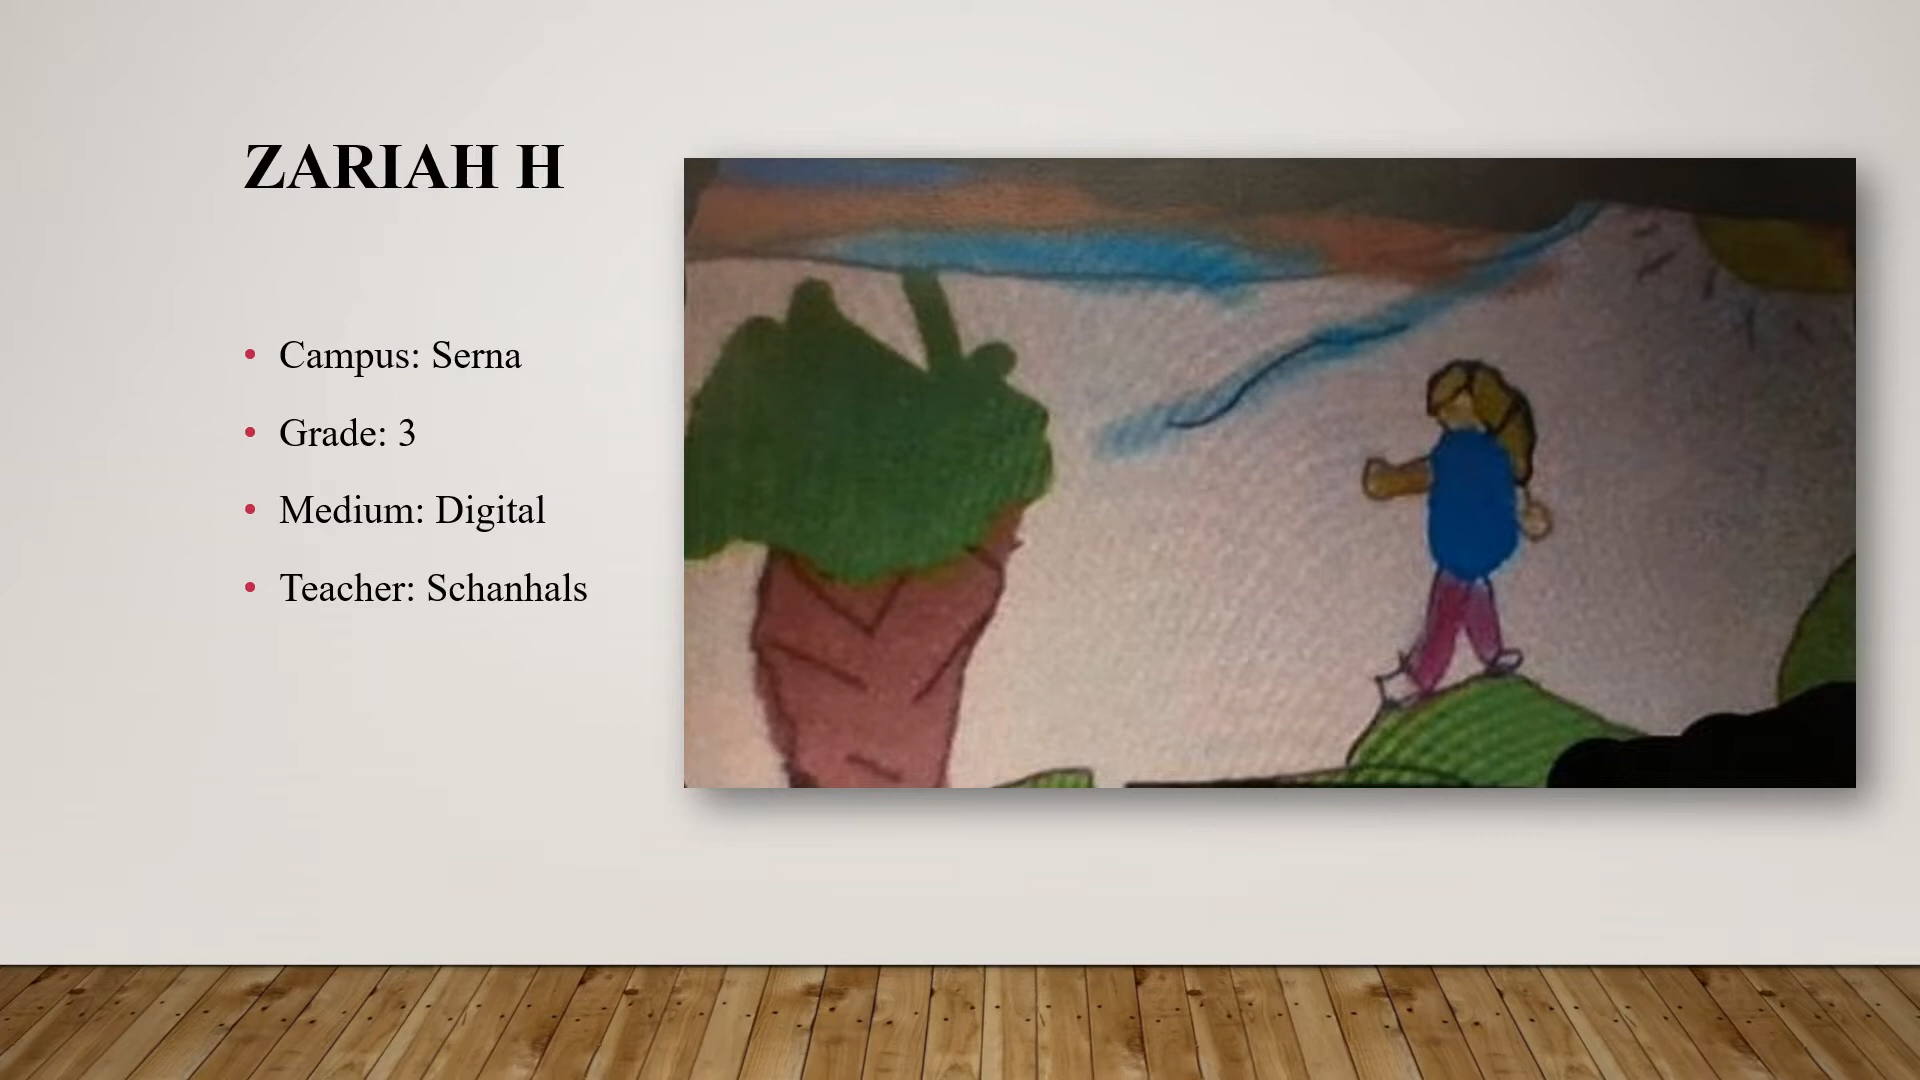 ZARIAH H
• Campus: Serna
• Grade: 3
• Medium: Digital
• Teacher: Schanhals